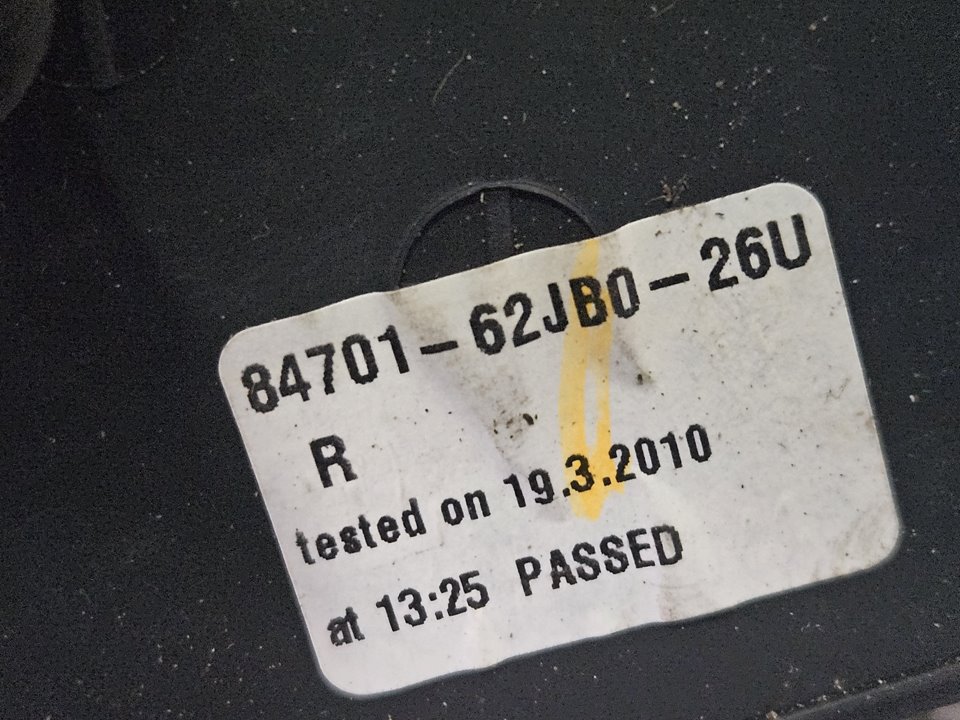 84701-62JB0-26U
R
tested on 19.3.2010
at 13:25 PASSED